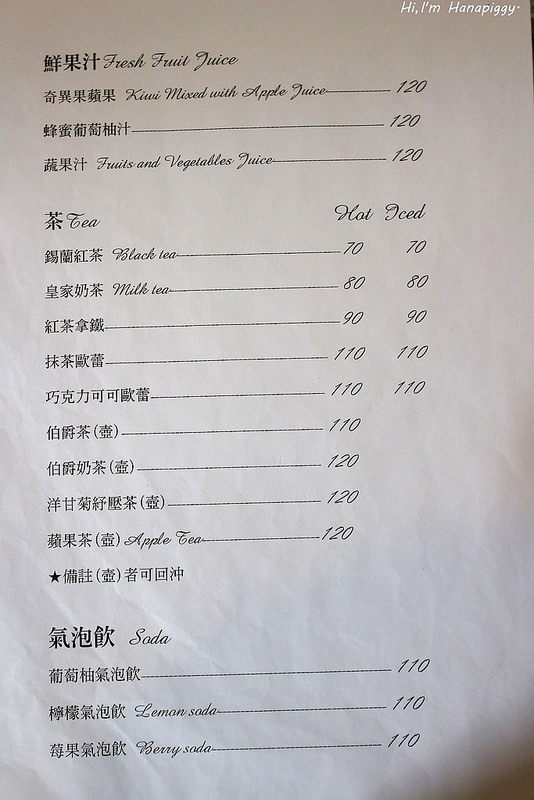 Hi,I'm Hanapiggy.
鮮果汁 Fresh Fruit Juice
奇異果蘋果 Kiwi Mixed with Apple Juice 120
蜂蜜葡萄柚汁 120
蔬果汁 Fruits and Vegetables Juice 120
茶 Tea Hot Iced
錫蘭紅茶 Black tea 70 70
皇家奶茶 Milk tea 80 80
紅茶拿鐵 90 90
抹茶歐蕾 110 110
巧克力可可歐蕾 110 110
伯爵茶(壺) 110
伯爵奶茶(壺) 120
洋甘菊紓壓茶(壺) 120
蘋果茶(壺) Apple Tea 120
★備註(壺)者可回沖
氣泡飲 Soda
葡萄柚氣泡飲 110
檸檬氣泡飲 Lemon soda 110
莓果氣泡飲 Berry soda 110